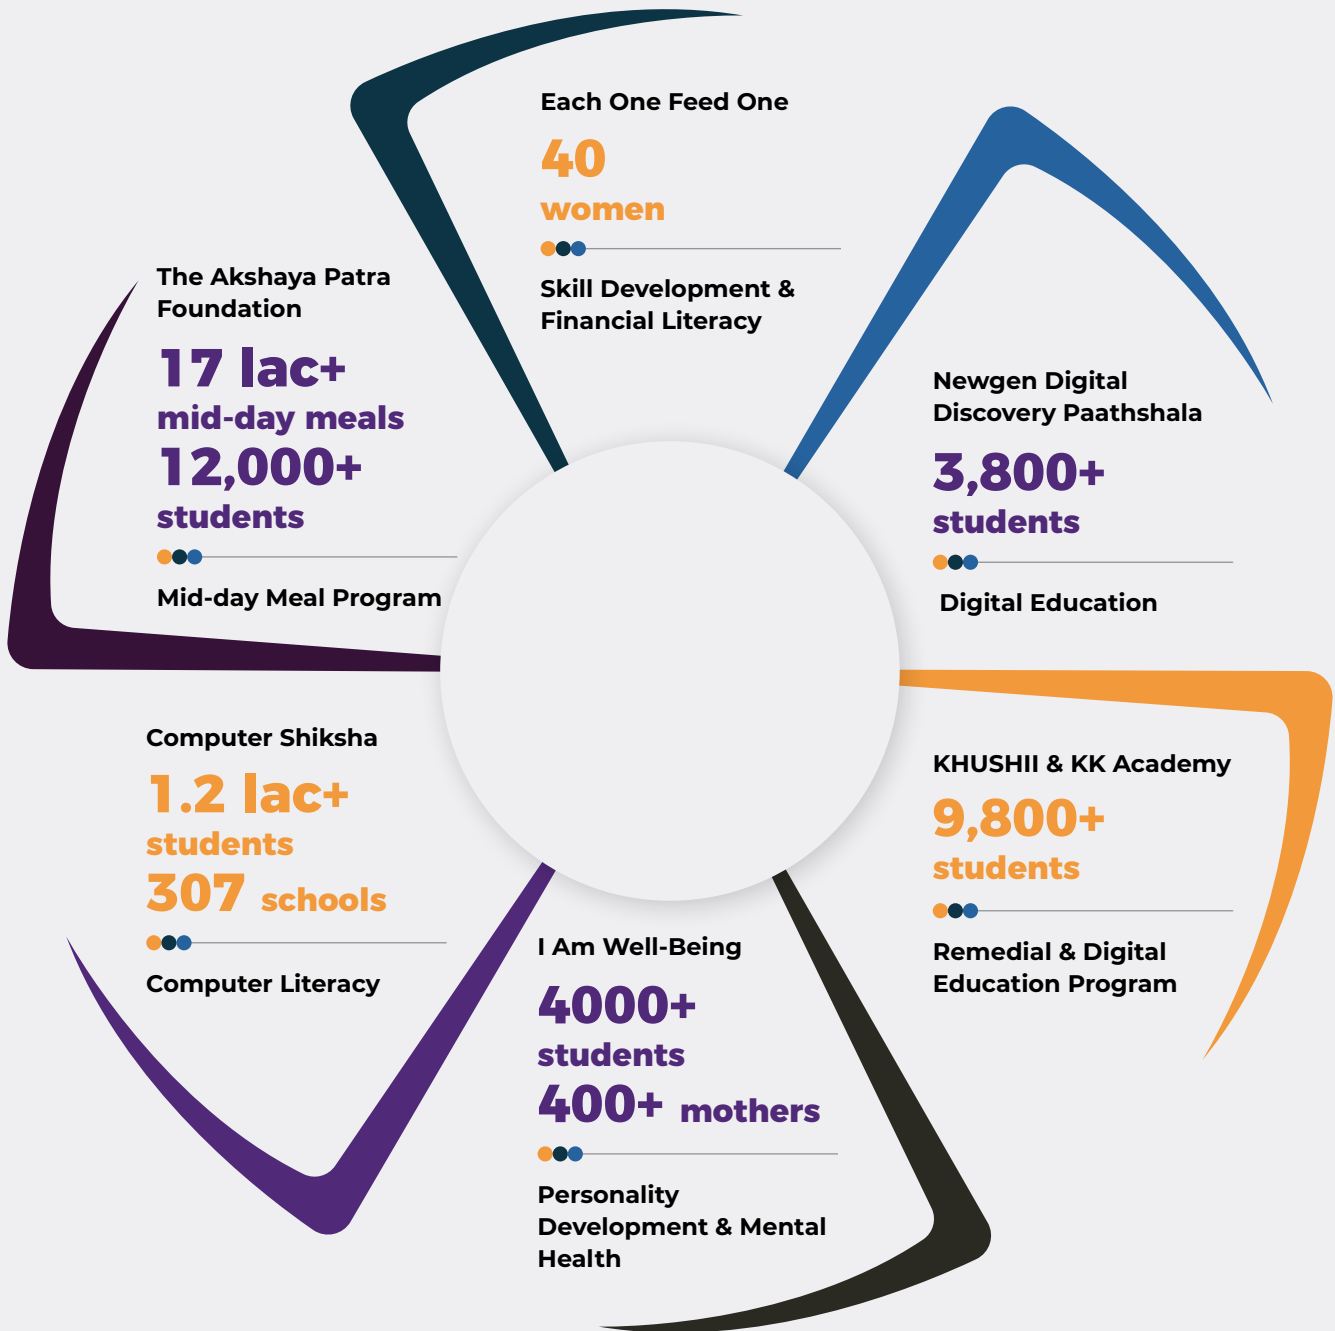 Each One Feed One
40
women
Skill Development &
Financial Literacy
Newgen Digital
Discovery Paathshala
3,800+
students
Digital Education
KHUSHII & KK Academy
9,800+
students
Remedial & Digital
Education Program
I Am Well-Being
4000+
students
400+ mothers
Personality
Development & Mental
Health
Computer Shiksha
1.2 lac+
students
307 schools
Computer Literacy
The Akshaya Patra
Foundation
17 lac+
mid-day meals
12,000+
students
Mid-day Meal Program